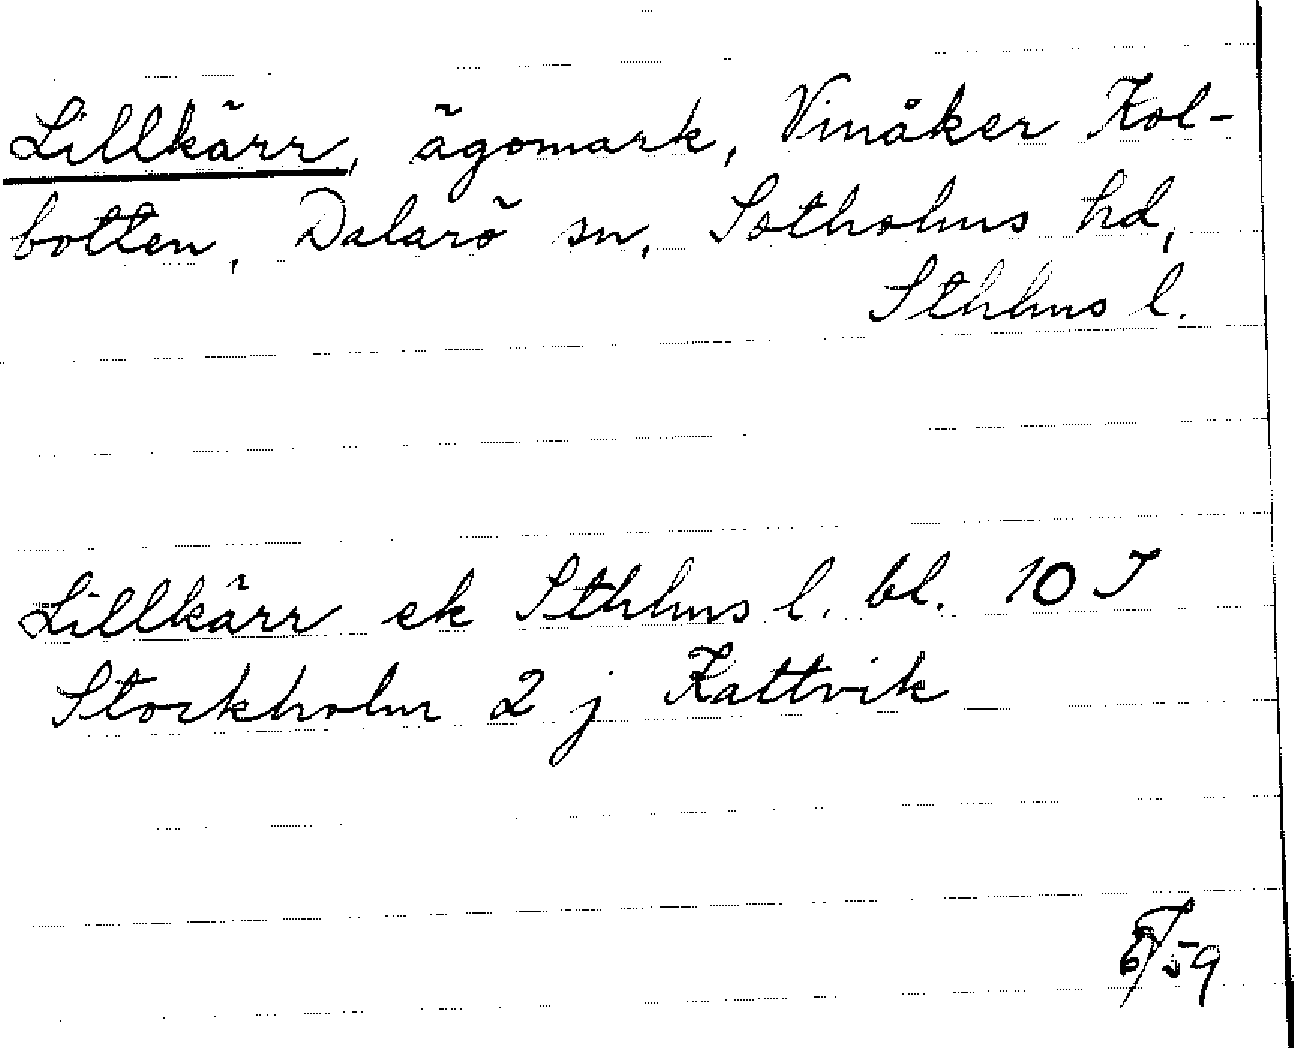 Lillkärr, ägomark, Vinåker Kol-
botten, Dalarö sn, Sotholms hd,
Sthlms l.
Lillkärr ek Sthlms l. bl. 10 J
Stockholm 2 j Kattvik
59